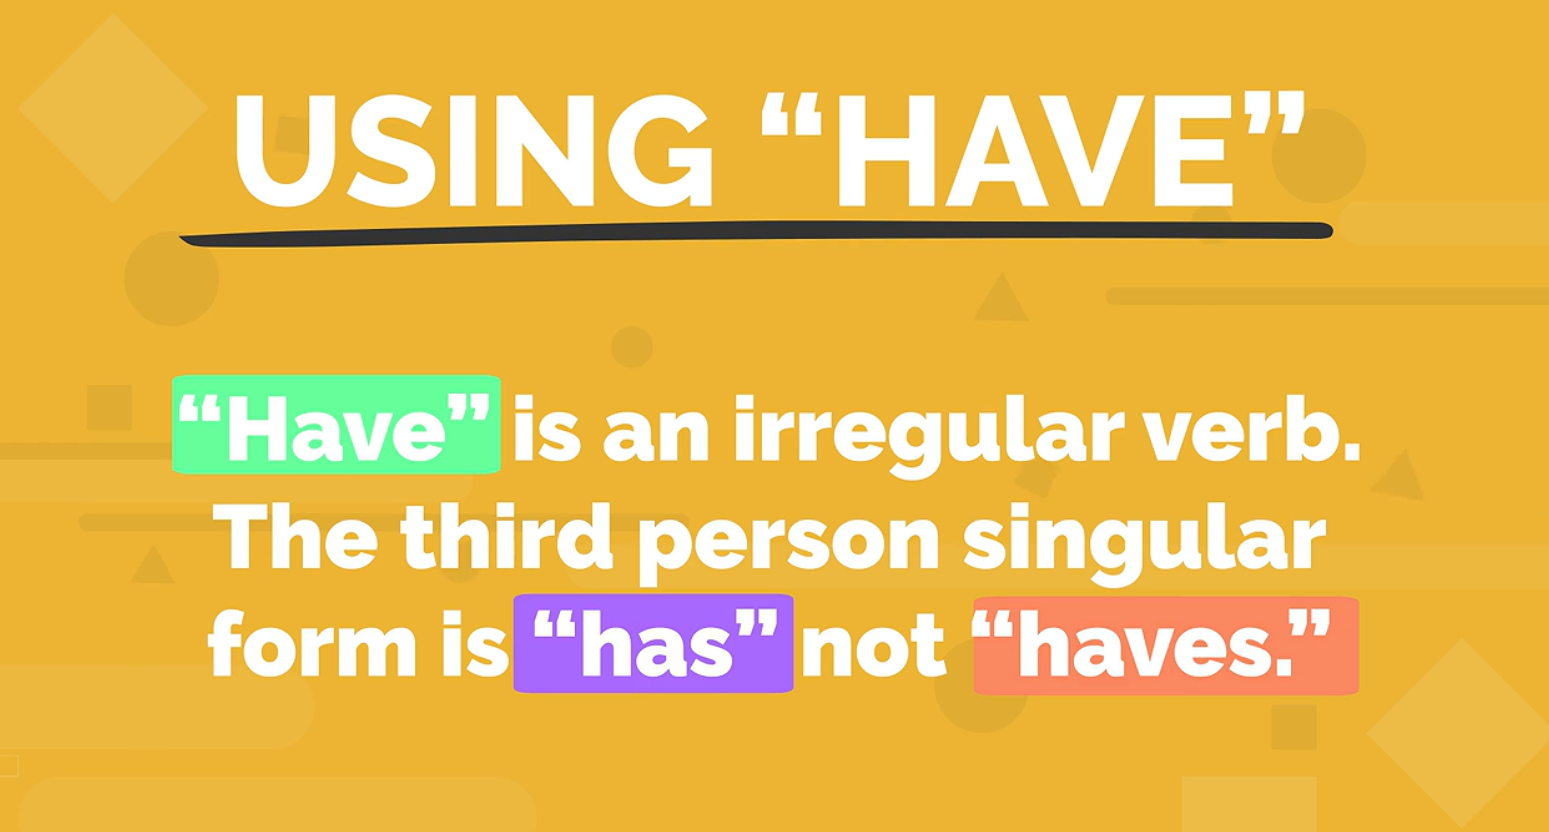 USING “HAVE”
“Have” is an irregular verb.
The third person singular
form is “has” not “haves.”